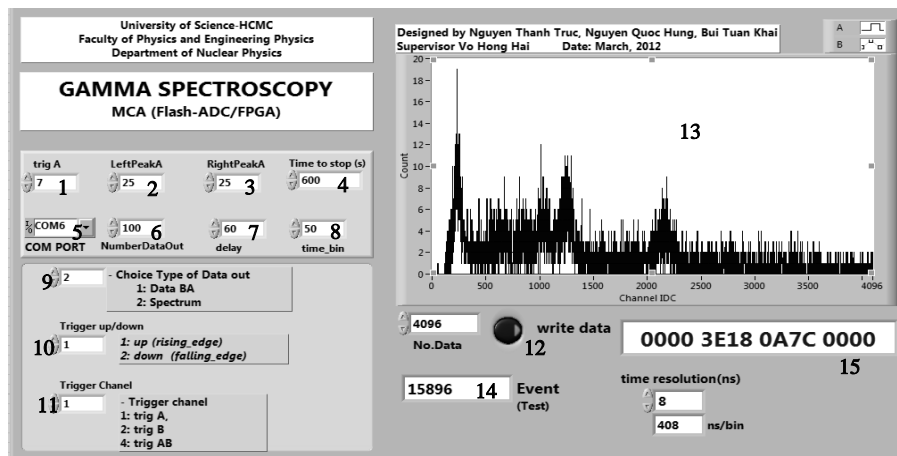 University of Science-HCMC
Faculty of Physics and Engineering Physics
Department of Nuclear Physics
GAMMA SPECTROSCOPY
MCA (Flash-ADC/FPGA)
trig A LeftPeakA RightPeakA Time to stop (s)
7 1 25 2 25 3 600 4
COM6 5 100 6 60 7 50 8
COM PORT NumberDataOut delay time_bin
9 2 - Choice Type of Data out
1: Data BA
2: Spectrum
Trigger up/down
10 1 1: up (rising_edge)
2: down (falling_edge)
Trigger Chanel
11 1 - Trigger chanel
1: trig A,
2: trig B
4: trig AB
Designed by Nguyen Thanh Truc, Nguyen Quoc Hung, Bui Tuan Khai
Supervisor Vo Hong Hai Date: March, 2012
A
B
20
18
16
14
12
10
8
6
4
2
0
Count
13
0 500 1000 1500 2000 2500 3000 3500 4096
Channel IDC
4096
No.Data
12
write data
0000 3E18 0A7C 0000
15
15896 14 Event
(Test)
time resolution(ns)
8
408 ns/bin